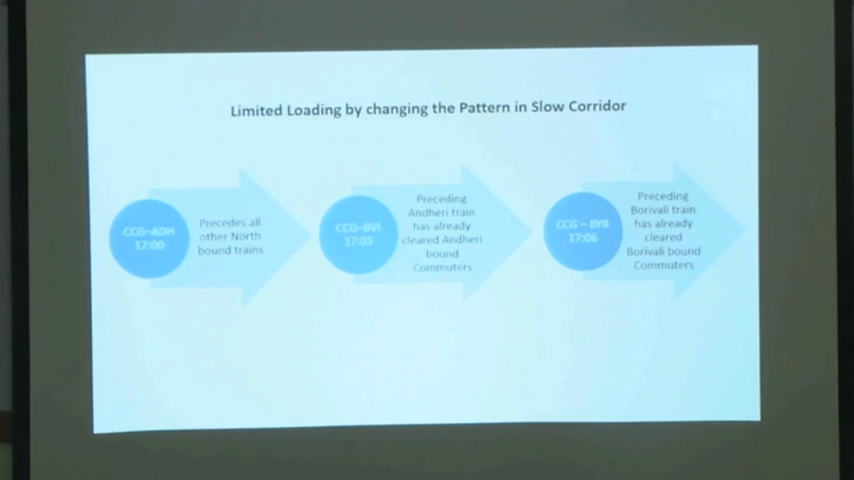 Limited Loading by changing the Pattern in Slow Corridor
CCG-ADH
17:00
Precedes all
other North
bound trains
CCG-BVI
17:03
Preceding
Andheri train
has already
cleared Andheri
bound
Commuters
CCG - BYR
17:06
Preceding
Borivali train
has already
cleared
Borivali bound
Commuters